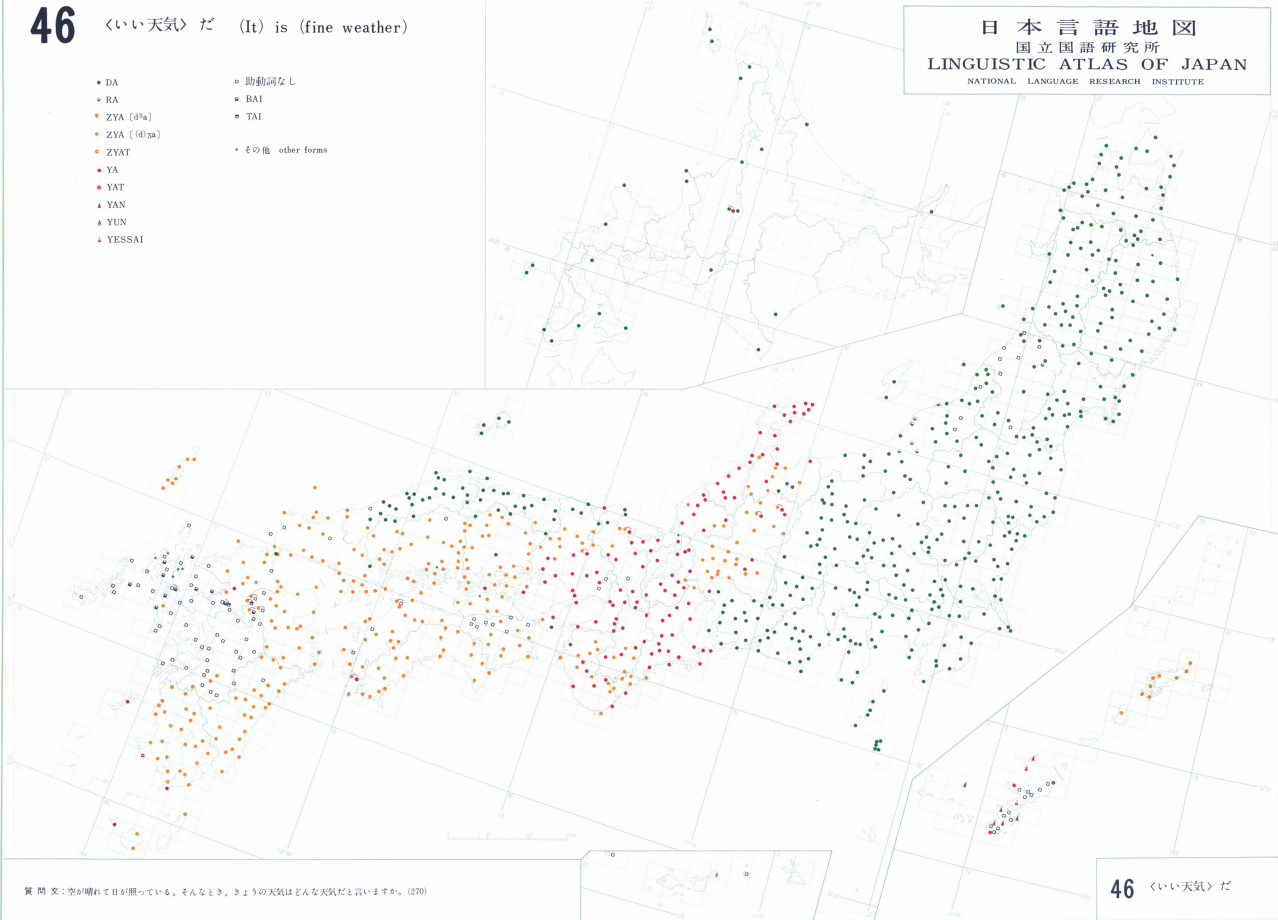 46 〈いい天気〉だ (It) is (fine weather)
日本言語地図
国立国語研究所
LINGUISTIC ATLAS OF JAPAN
NATIONAL LANGUAGE RESEARCH INSTITUTE
DA
RA
ZYA〔dᶻa〕
ZYA〔(d)ʒa〕
ZYAT
YA
YAT
YAN
YUN
YESSAI
助動詞なし
BAI
TAI
その他 other forms
質問文：空が晴れて日が照っている。そんなとき，きょうの天気はどんな天気だと言いますか。(270)
46 〈いい天気〉だ